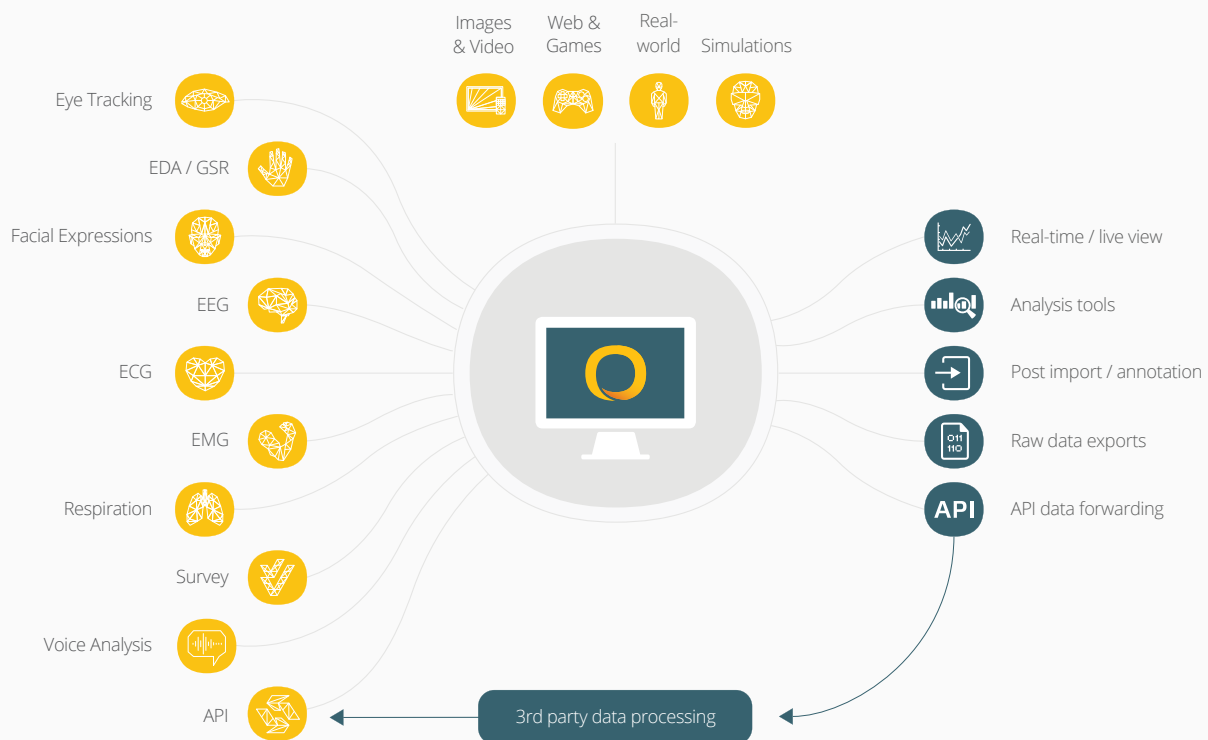 Images
& Video
Web &
Games
Real-
world
Simulations
Eye Tracking
EDA / GSR
Facial Expressions
EEG
ECG
EMG
Respiration
Survey
Voice Analysis
API
Real-time / live view
Analysis tools
Post import / annotation
011
110
Raw data exports
API
API data forwarding
3rd party data processing